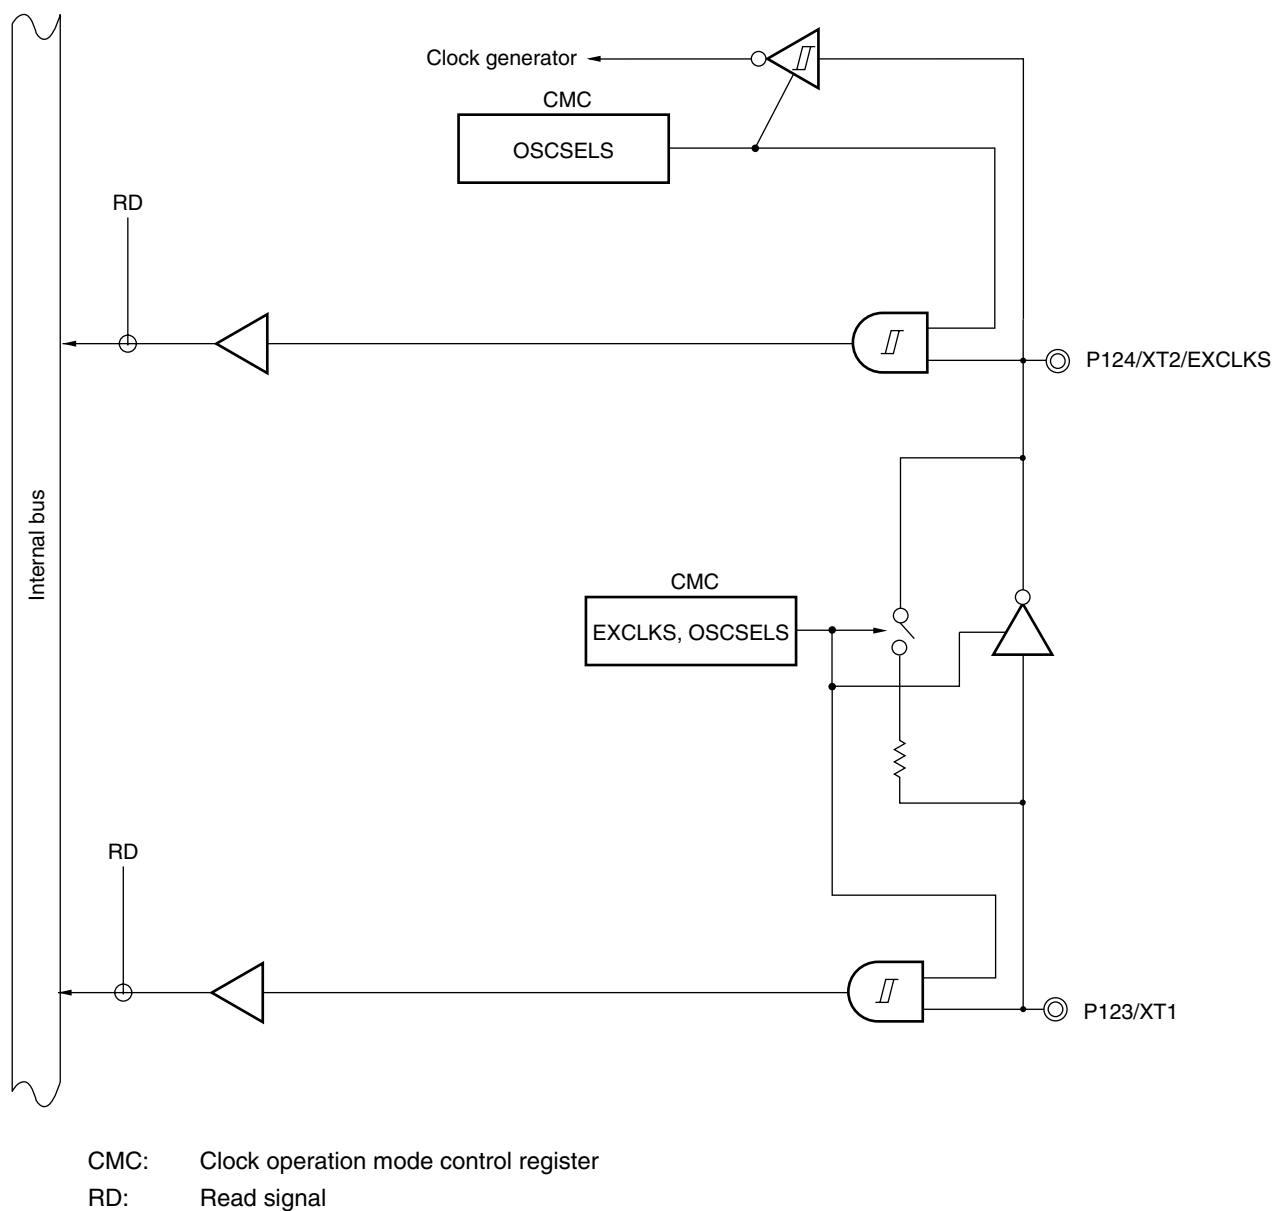 Clock generator
CMC
OSCSELS
RD
P124/XT2/EXCLKS
Internal bus
CMC
EXCLKS, OSCSELS
RD
P123/XT1
CMC: Clock operation mode control register
RD: Read signal